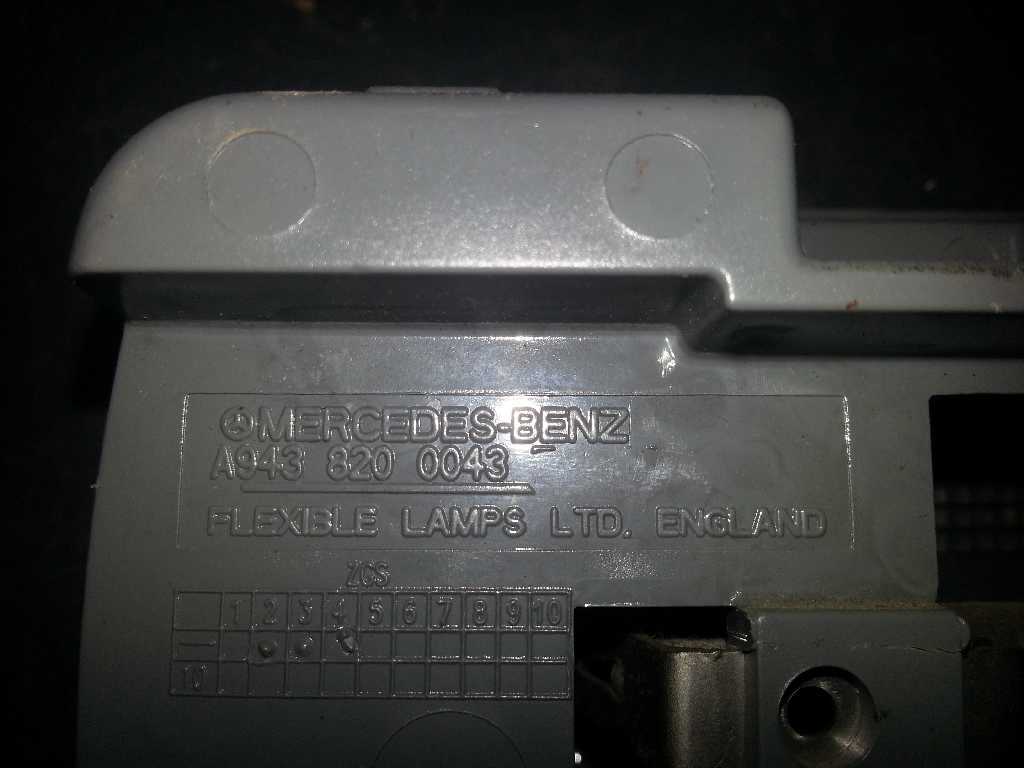 MERCEDES-BENZ
A943 820 0043
FLEXIBLE LAMPS LTD. ENGLAND
ZCS
1 2 3 4 5 6 7 8 9 10